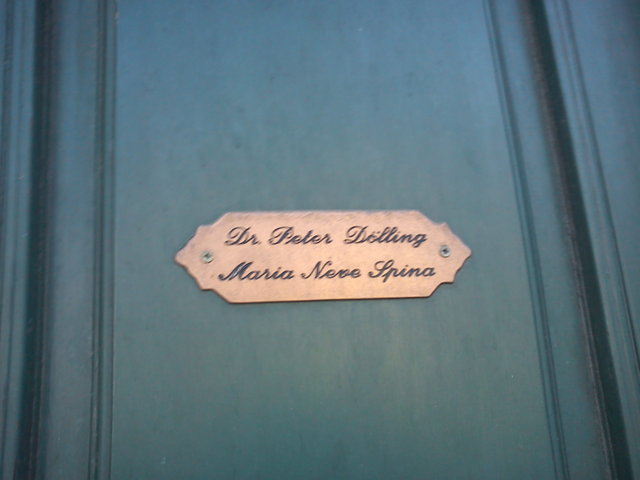 Dr. Peter Dölling
Maria Neve Spina